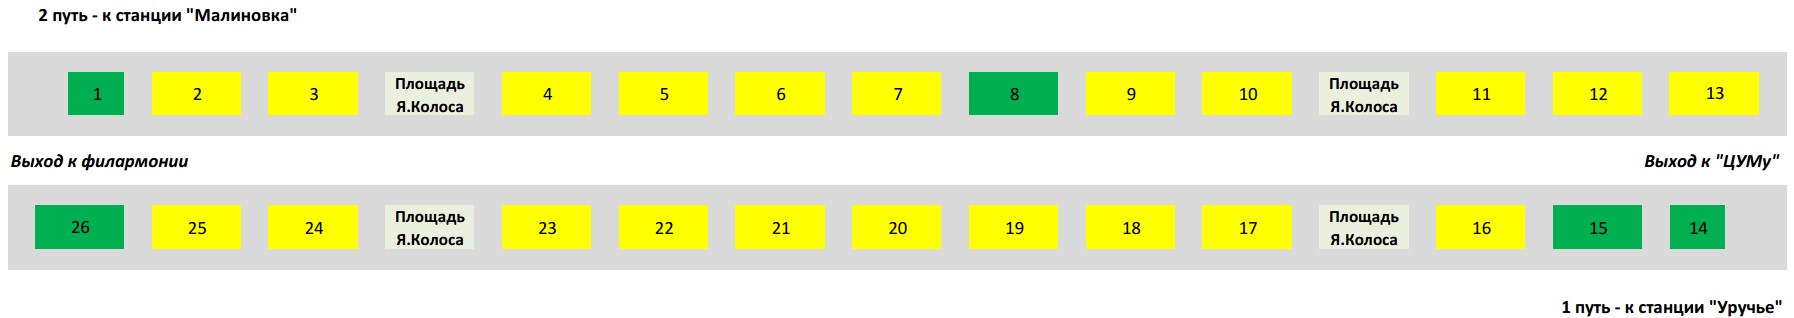 2 путь - к станции "Малиновка"
1 2 3 Площадь Я.Колоса 4 5 6 7 8 9 10 Площадь Я.Колоса 11 12 13
Выход к филармонии Выход к "ЦУМу"
26 25 24 Площадь Я.Колоса 23 22 21 20 19 18 17 Площадь Я.Колоса 16 15 14
1 путь - к станции "Уручье"